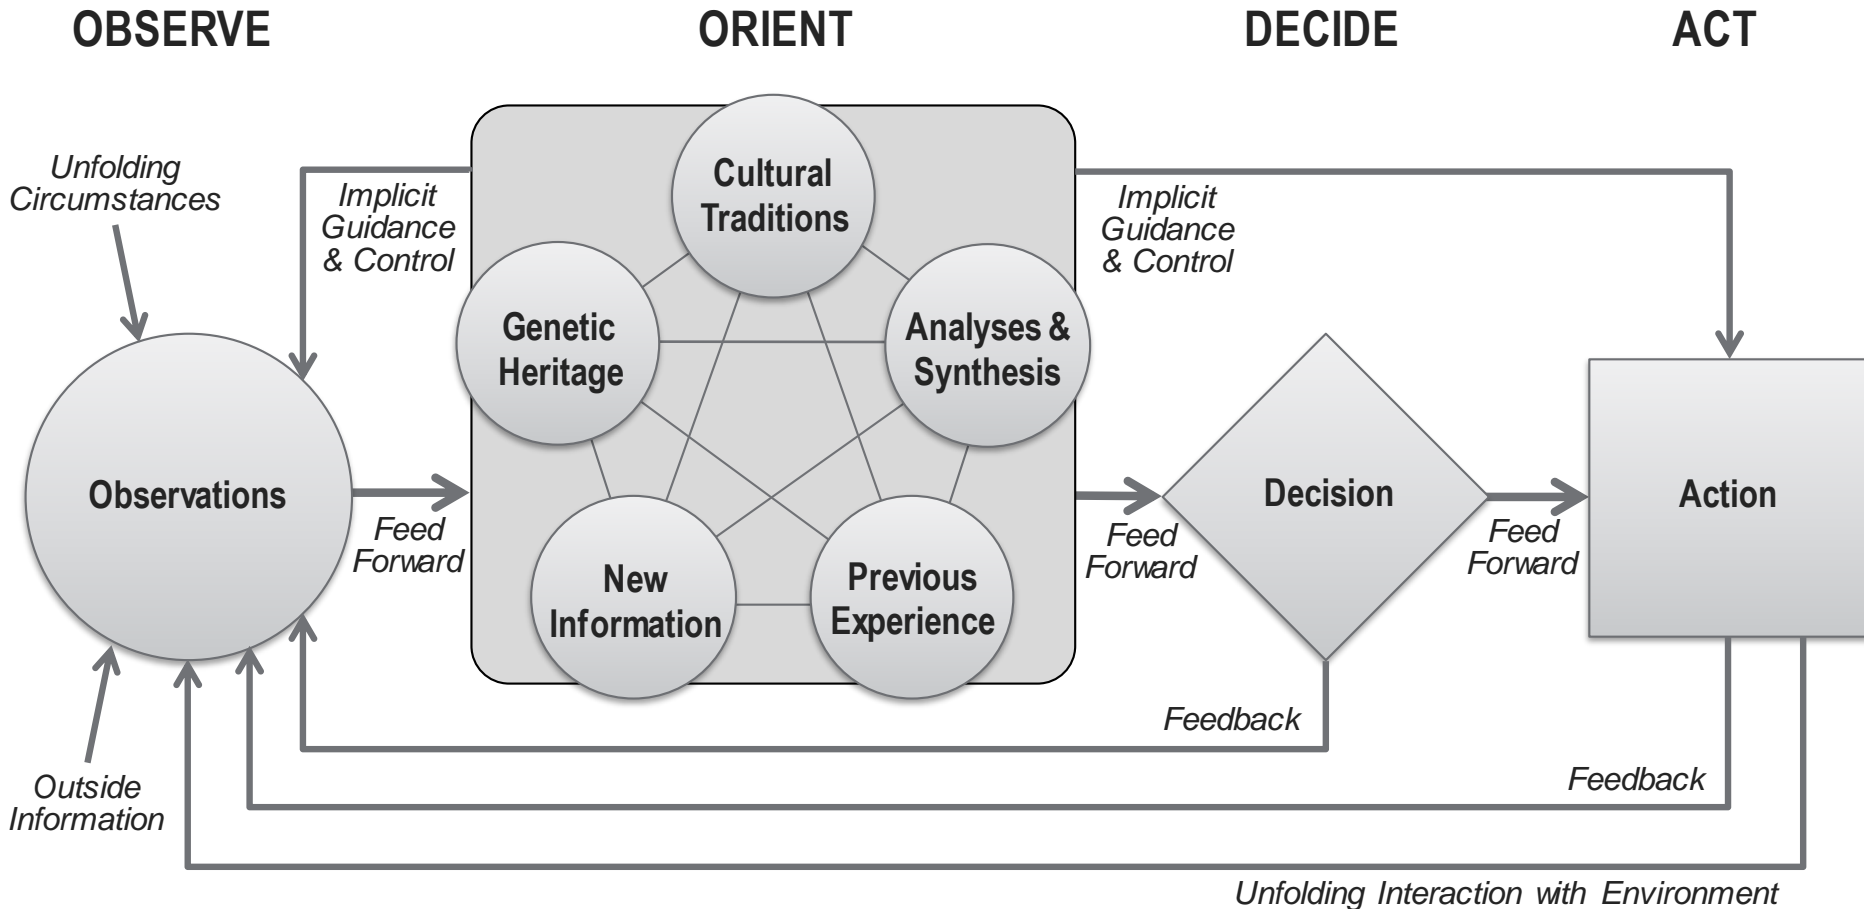 OBSERVE
ORIENT
DECIDE
ACT
Unfolding
Circumstances
Implicit
Guidance
& Control
Cultural
Traditions
Implicit
Guidance
& Control
Genetic
Heritage
Analyses &
Synthesis
Observations
Feed
Forward
New
Information
Previous
Experience
Feed
Forward
Decision
Feed
Forward
Action
Feedback
Feedback
Outside
Information
Unfolding Interaction with Environment